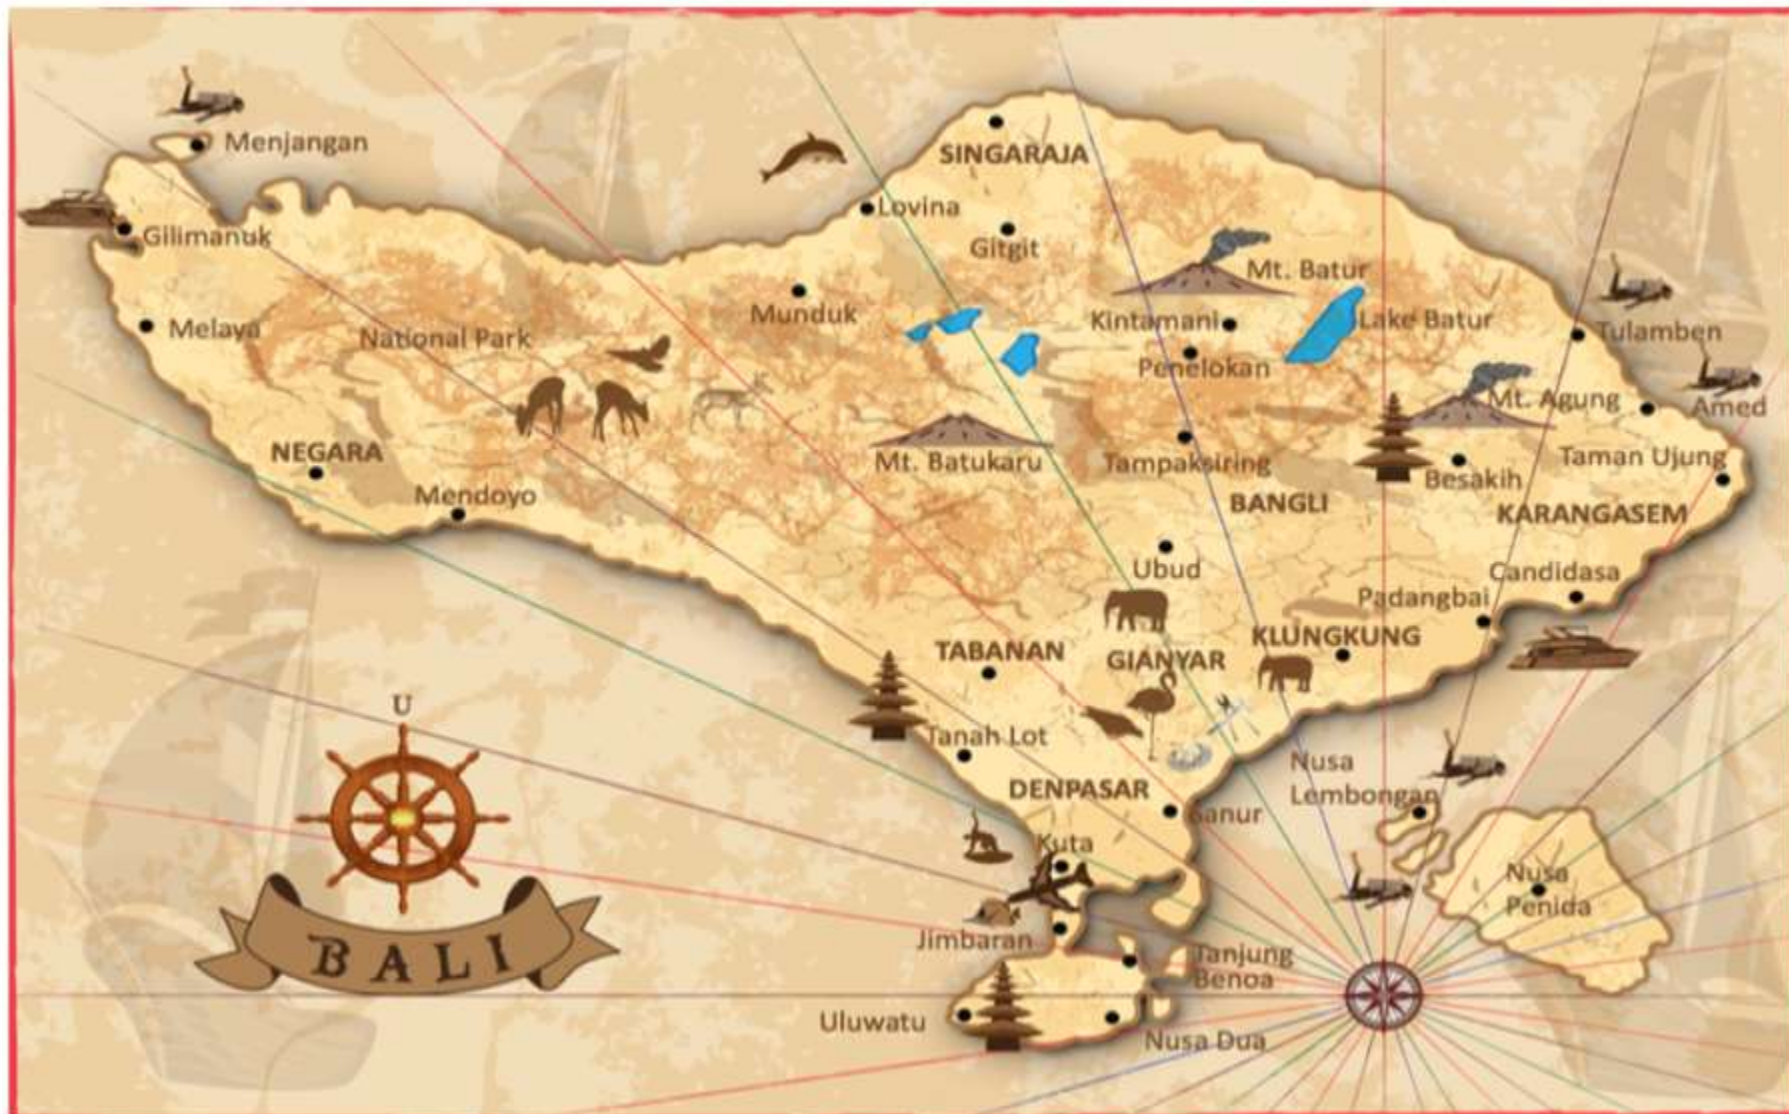 Menjangan
SINGARAJA
Lovina
Gilimanuk
Gitgit
Mt. Batur
Munduk
Kintamani
Lake Batur
Melaya
Tulamben
National Park
Penelokan
Mt. Agung
Amed
NEGARA
Mt. Batukaru
Tampaksiring
Taman Ujung
Besakih
Mendoyo
BANGLI
KARANGASEM
Ubud
Candidasa
Padangbai
TABANAN
GIANYAR
KLUNGKUNG
U
Tanah Lot
Nusa
Lembongan
DENPASAR
Sanur
Kuta
Nusa
Penida
Jimbaran
BALI
Tanjung
Benoa
Uluwatu
Nusa Dua